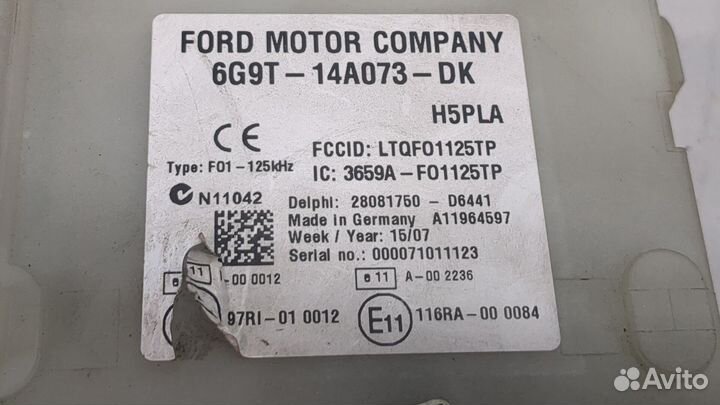 FORD MOTOR COMPANY
6G9T-14A073-DK
H5PLA
CE
FCCID: LTQFO1125TP
Type: FO1-125kHz
IC: 3659A-FO1125TP
N11042
Delphi: 28081750 - D6441
Made in Germany A11964597
Week / Year: 15/07
Serial no.: 000071011123
e 11 I-00 0012
e 11 A-00 2236
97RI-01 0012
E11 116RA-00 0084
Avito